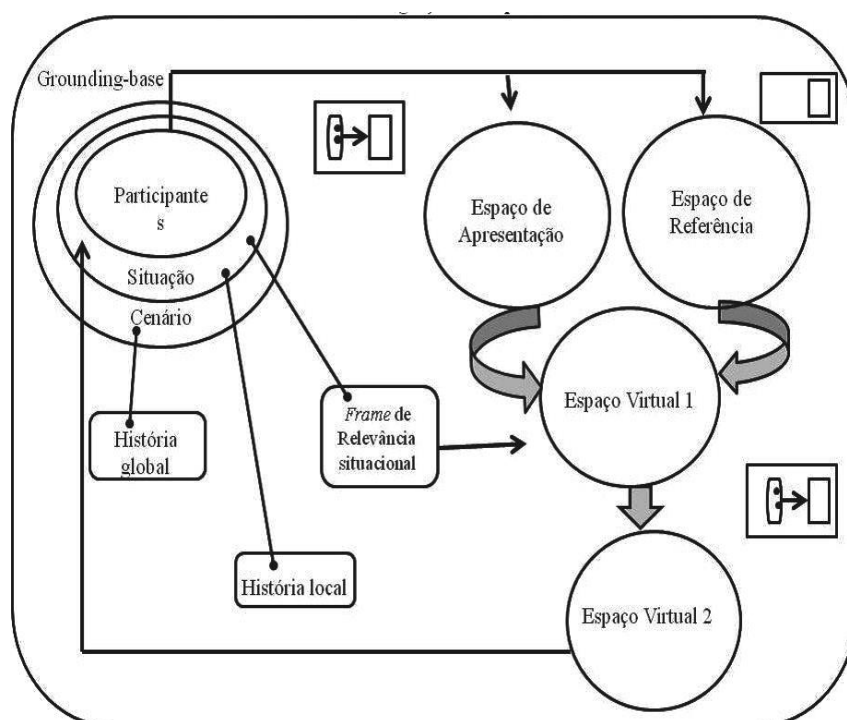 Grounding-base
Participante
s
Situação
Cenário
História
global
Frame de
Relevância
situacional
História local
Espaço de
Apresentação
Espaço de
Referência
Espaço Virtual 1
Espaço Virtual 2